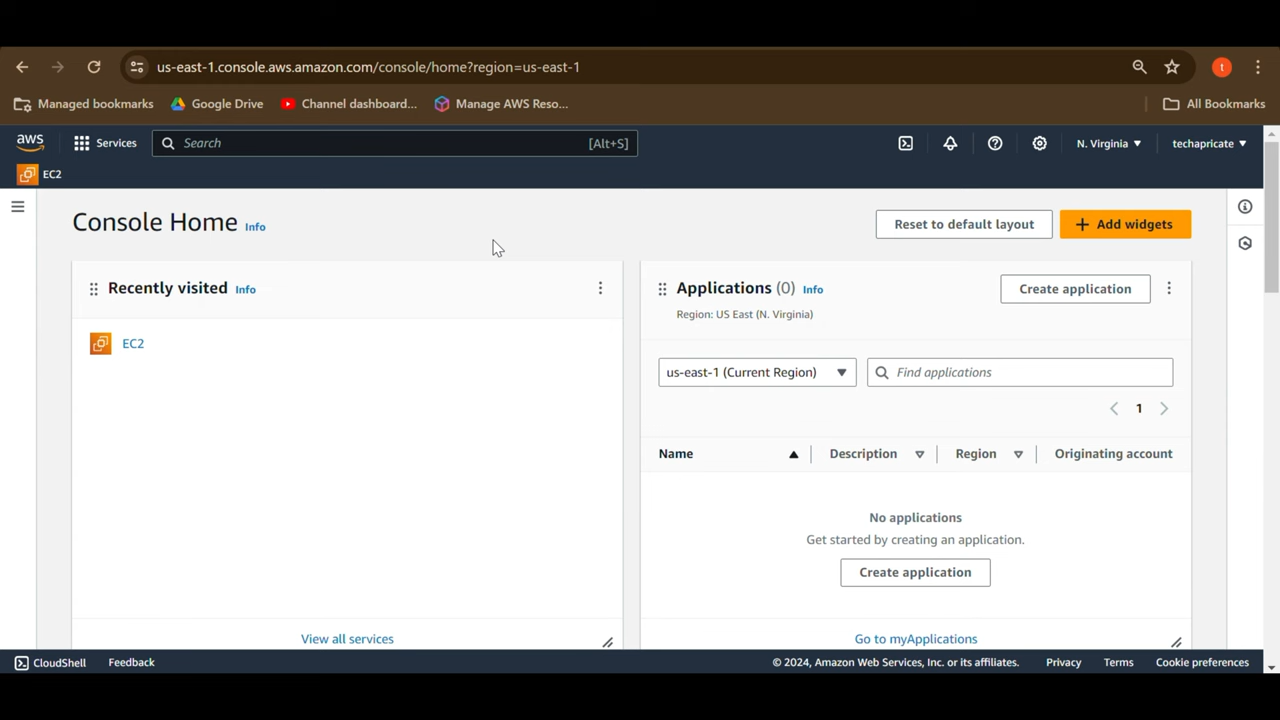 us-east-1.console.aws.amazon.com/console/home?region=us-east-1
t
Managed bookmarks
Google Drive
Channel dashboard...
Manage AWS Reso...
All Bookmarks
aws
Services
Search
[Alt+S]
N. Virginia
techapricate
EC2
Console Home Info
Reset to default layout
+ Add widgets
Recently visited Info
EC2
View all services
Applications (0) Info
Region: US East (N. Virginia)
Create application
us-east-1 (Current Region)
Find applications
1
Name
Description
Region
Originating account
No applications
Get started by creating an application.
Create application
Go to myApplications
CloudShell
Feedback
© 2024, Amazon Web Services, Inc. or its affiliates.
Privacy
Terms
Cookie preferences